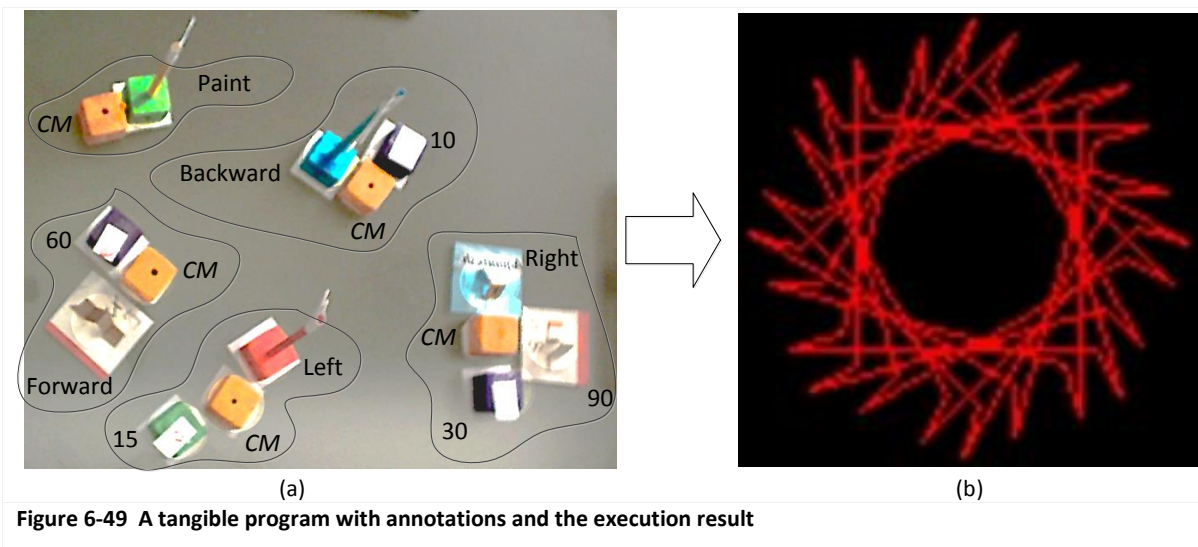 Paint
CM
10
Backward
CM
60
CM
Right
CM
Left
Forward
90
15
CM
30
(a)
(b)
Figure 6-49 A tangible program with annotations and the execution result